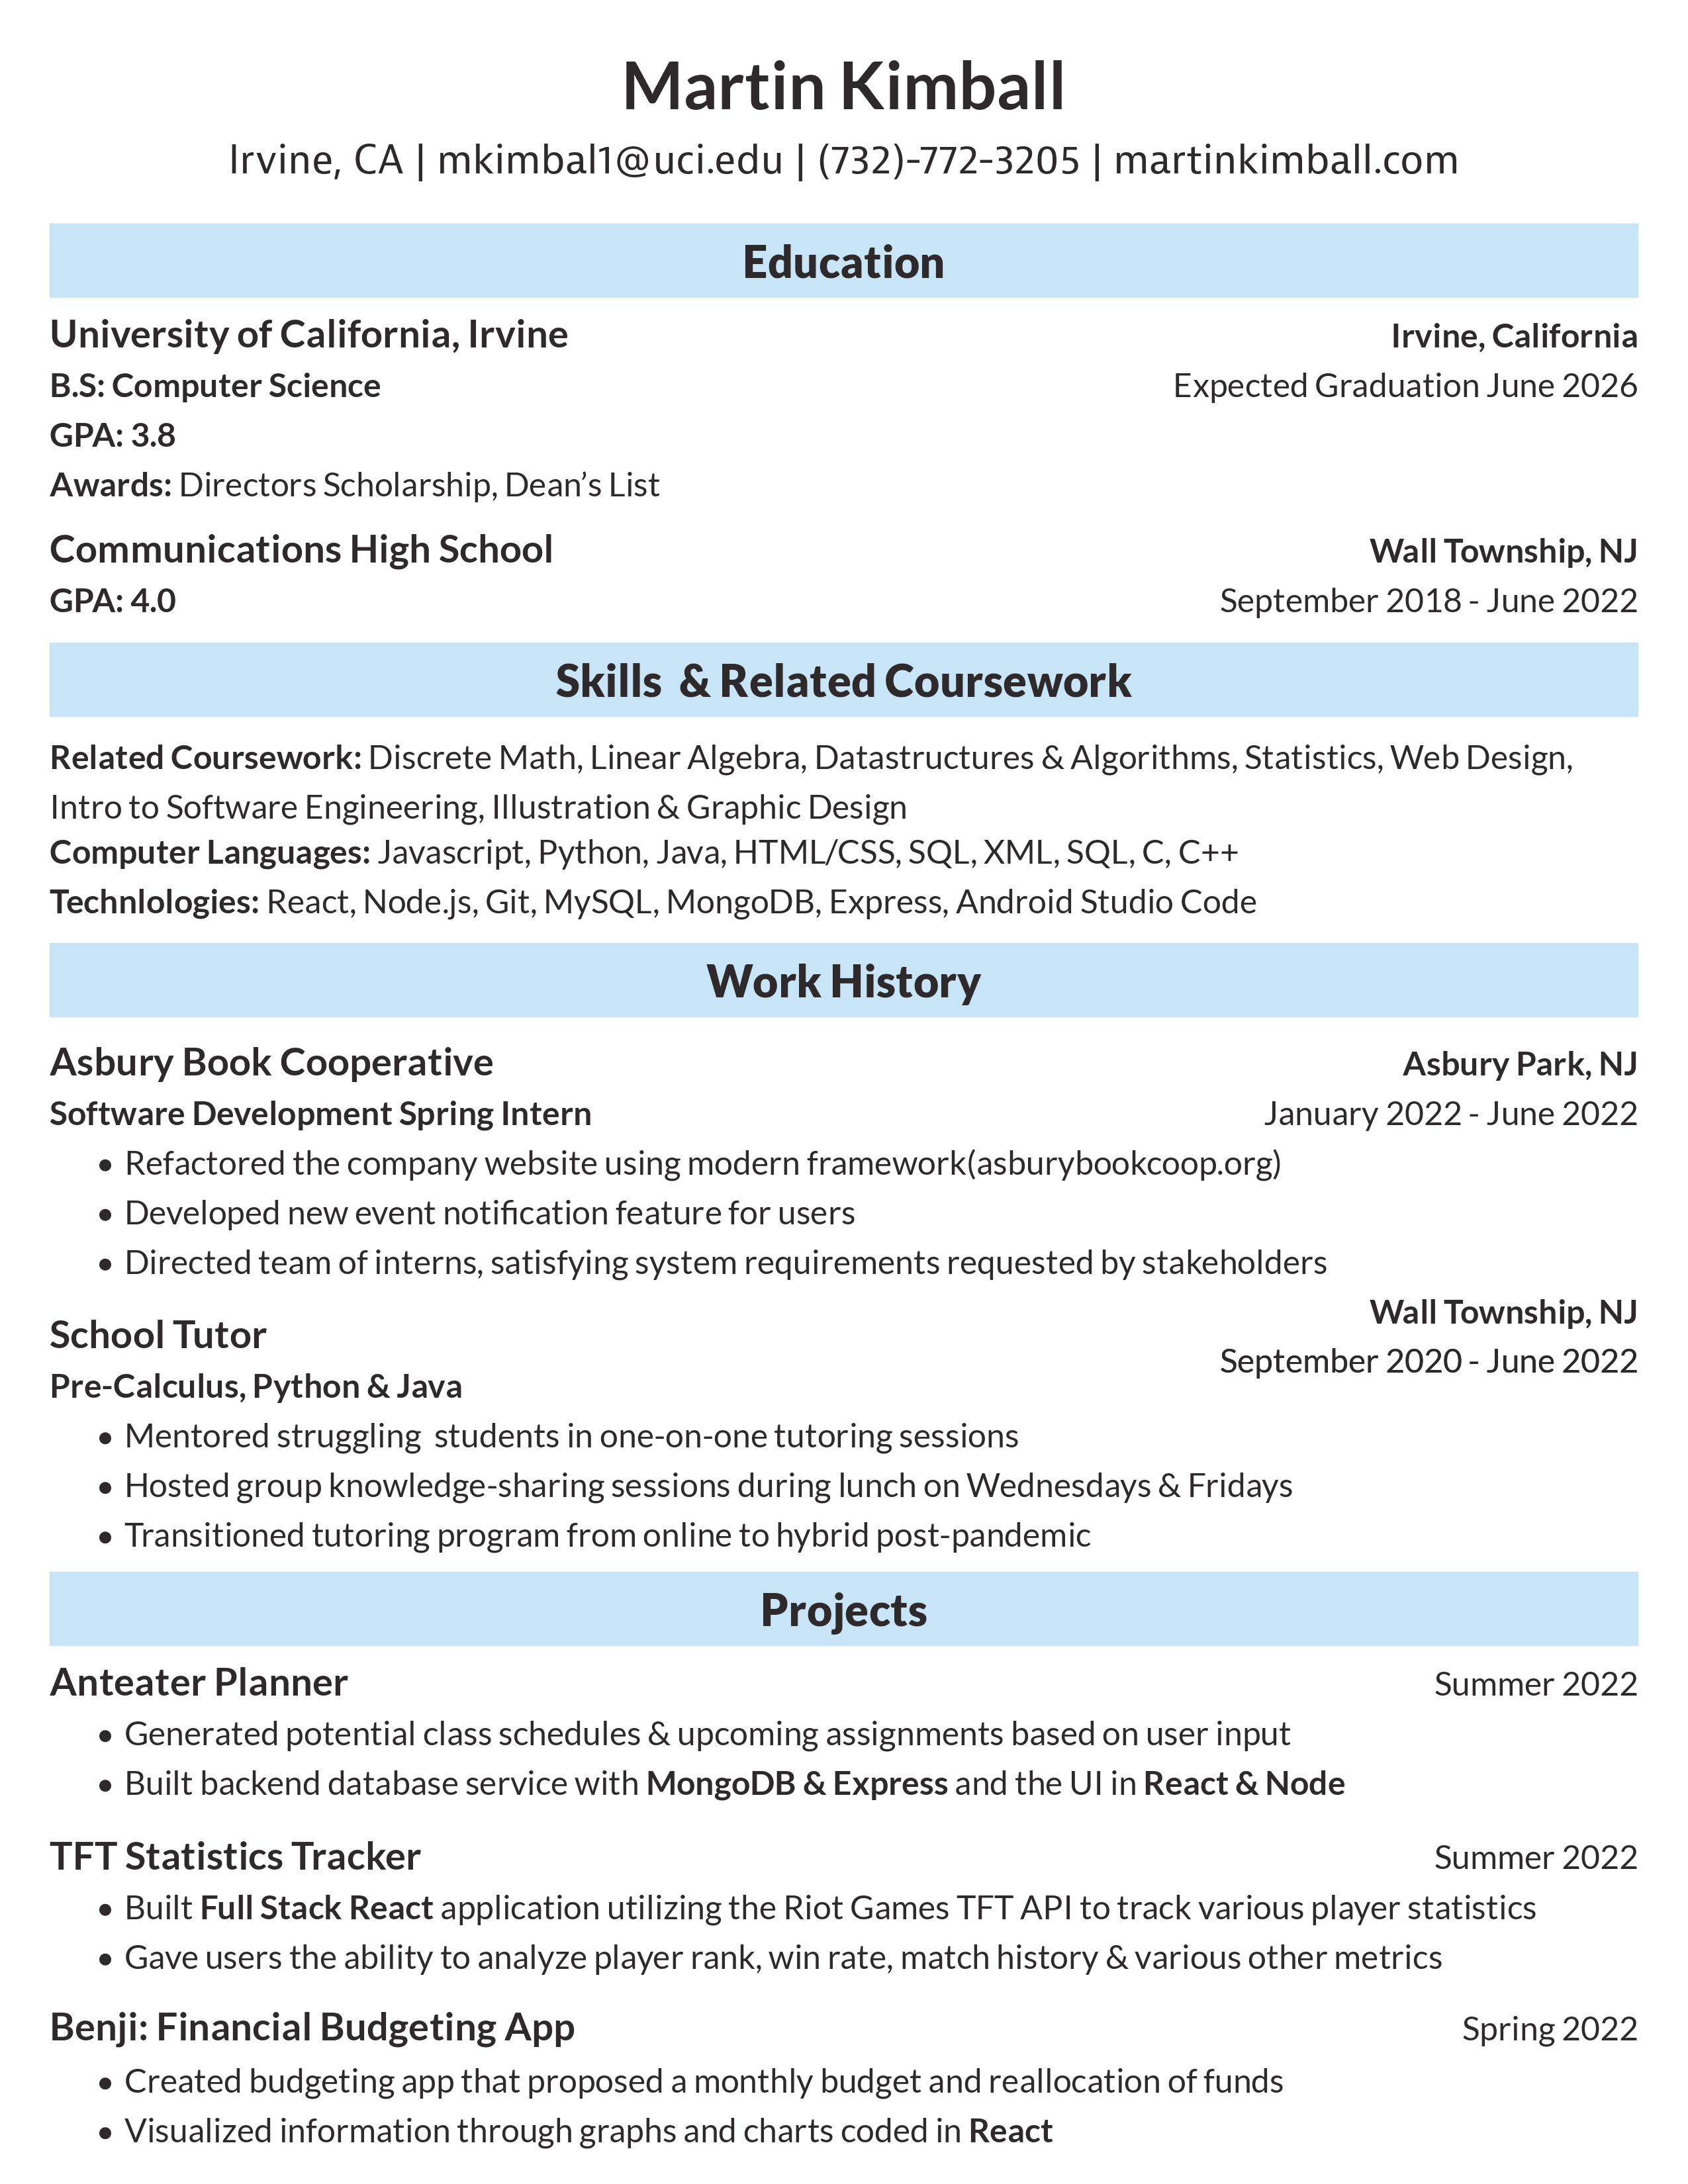 Martin Kimball
Irvine, CA | mkimbal1@uci.edu | (732)-772-3205 | martinkimball.com
Education
University of California, Irvine Irvine, California
B.S: Computer Science Expected Graduation June 2026
GPA: 3.8
Awards: Directors Scholarship, Dean’s List
Communications High School Wall Township, NJ
GPA: 4.0 September 2018 - June 2022
Skills & Related Coursework
Related Coursework: Discrete Math, Linear Algebra, Datastructures & Algorithms, Statistics, Web Design,
Intro to Software Engineering, Illustration & Graphic Design
Computer Languages: Javascript, Python, Java, HTML/CSS, SQL, XML, SQL, C, C++
Technlologies: React, Node.js, Git, MySQL, MongoDB, Express, Android Studio Code
Work History
Asbury Book Cooperative Asbury Park, NJ
Software Development Spring Intern January 2022 - June 2022
• Refactored the company website using modern framework(asburybookcoop.org)
• Developed new event notification feature for users
• Directed team of interns, satisfying system requirements requested by stakeholders
School Tutor Wall Township, NJ
Pre-Calculus, Python & Java September 2020 - June 2022
• Mentored struggling students in one-on-one tutoring sessions
• Hosted group knowledge-sharing sessions during lunch on Wednesdays & Fridays
• Transitioned tutoring program from online to hybrid post-pandemic
Projects
Anteater Planner Summer 2022
• Generated potential class schedules & upcoming assignments based on user input
• Built backend database service with MongoDB & Express and the UI in React & Node
TFT Statistics Tracker Summer 2022
• Built Full Stack React application utilizing the Riot Games TFT API to track various player statistics
• Gave users the ability to analyze player rank, win rate, match history & various other metrics
Benji: Financial Budgeting App Spring 2022
• Created budgeting app that proposed a monthly budget and reallocation of funds
• Visualized information through graphs and charts coded in React